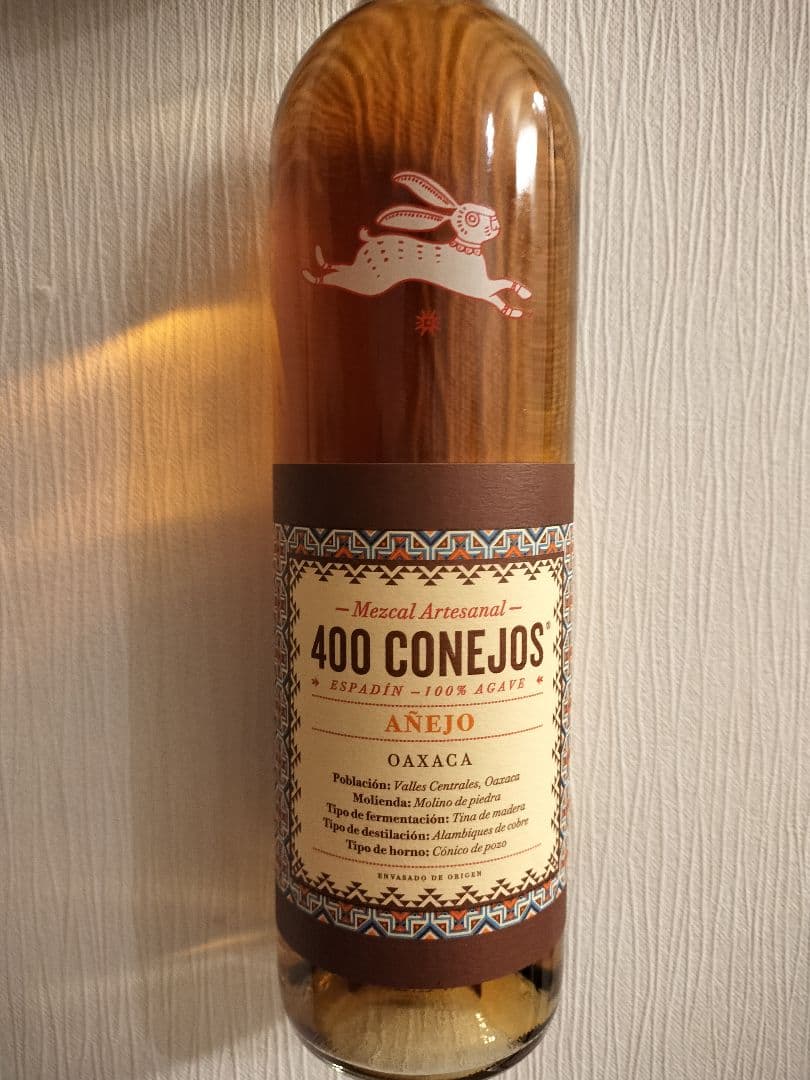 Mezcal Artesanal
400 CONEJOS®
ESPADÍN – 100% AGAVE
AÑEJO
OAXACA
Población: Valles Centrales, Oaxaca
Molienda: Molino de piedra
Tipo de fermentación: Tina de madera
Tipo de destilación: Alambiques de cobre
Tipo de horno: Cónico de pozo
ENVASADO DE ORIGEN